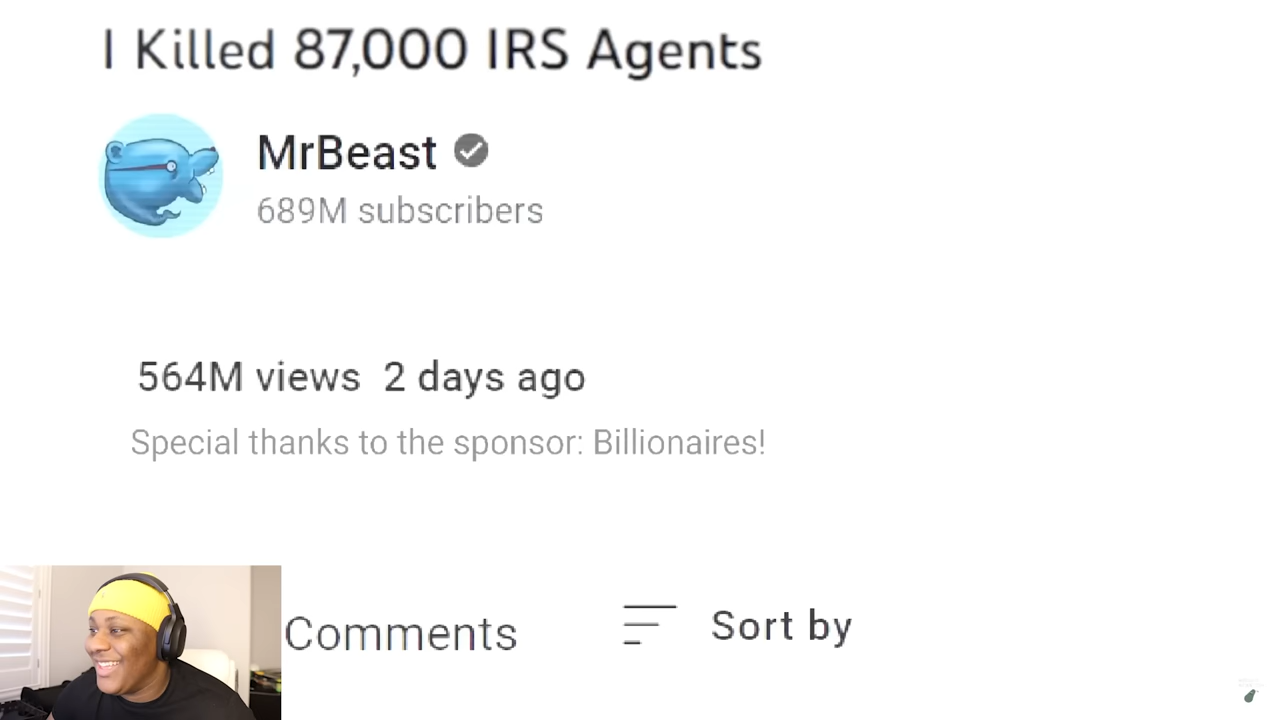 I Killed 87,000 IRS Agents
MrBeast
689M subscribers
564M views 2 days ago
Special thanks to the sponsor: Billionaires!
Comments
Sort by